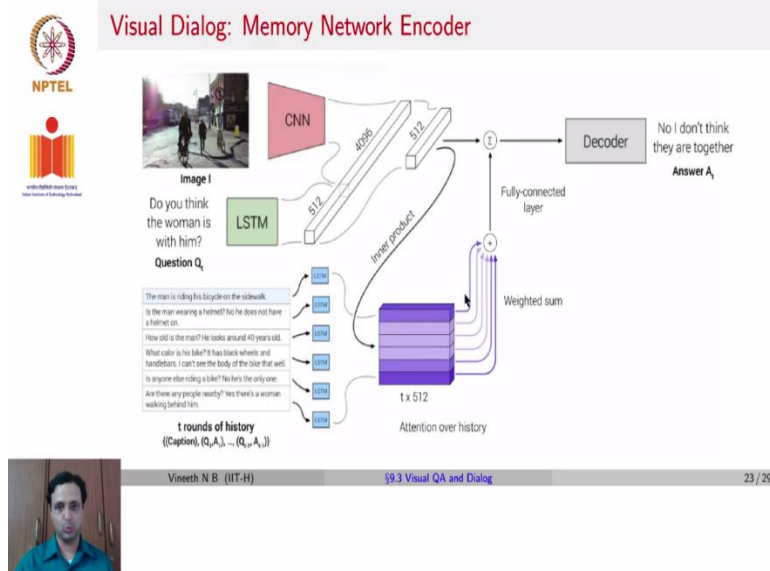 Visual Dialog: Memory Network Encoder
NPTEL
CNN
4096
512
512
Σ
Decoder
No I don't think
they are together
Answer Aₜ
Image I
Do you think
the woman is
with him?
Question Qₜ
LSTM
Inner product
Fully-connected
layer
+
Weighted sum
LSTM
LSTM
LSTM
LSTM
LSTM
LSTM
The man is riding his bicycle on the sidewalk.
Is the man wearing a helmet? No he does not have
a helmet on.
How old is the man? He looks around 40 years old.
What color is his bike? It has black wheels and
handlebars. I can't see the body of the bike that well.
Is anyone else riding a bike? No he's the only one.
Are there any people nearby? Yes there's a woman
walking behind him.
t rounds of history
{(Caption), (Q₁,A₁), ..., (Qₜ₋₁, Aₜ₋₁)}
t x 512
Attention over history
Vineeth N B (IIT-H)
§9.3 Visual QA and Dialog
23 / 29